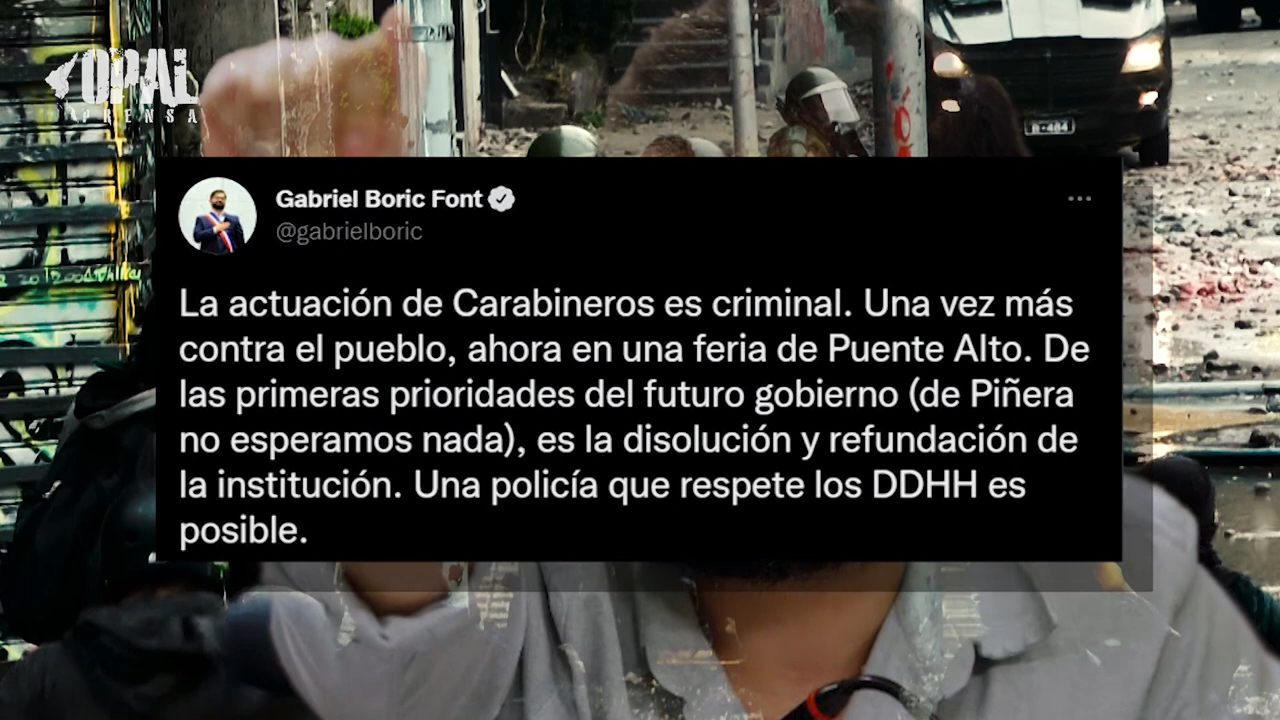 OPAL
PRENSA
R-484
Gabriel Boric Font
@gabrielboric
La actuación de Carabineros es criminal. Una vez más
contra el pueblo, ahora en una feria de Puente Alto. De
las primeras prioridades del futuro gobierno (de Piñera
no esperamos nada), es la disolución y refundación de
la institución. Una policía que respete los DDHH es
posible.